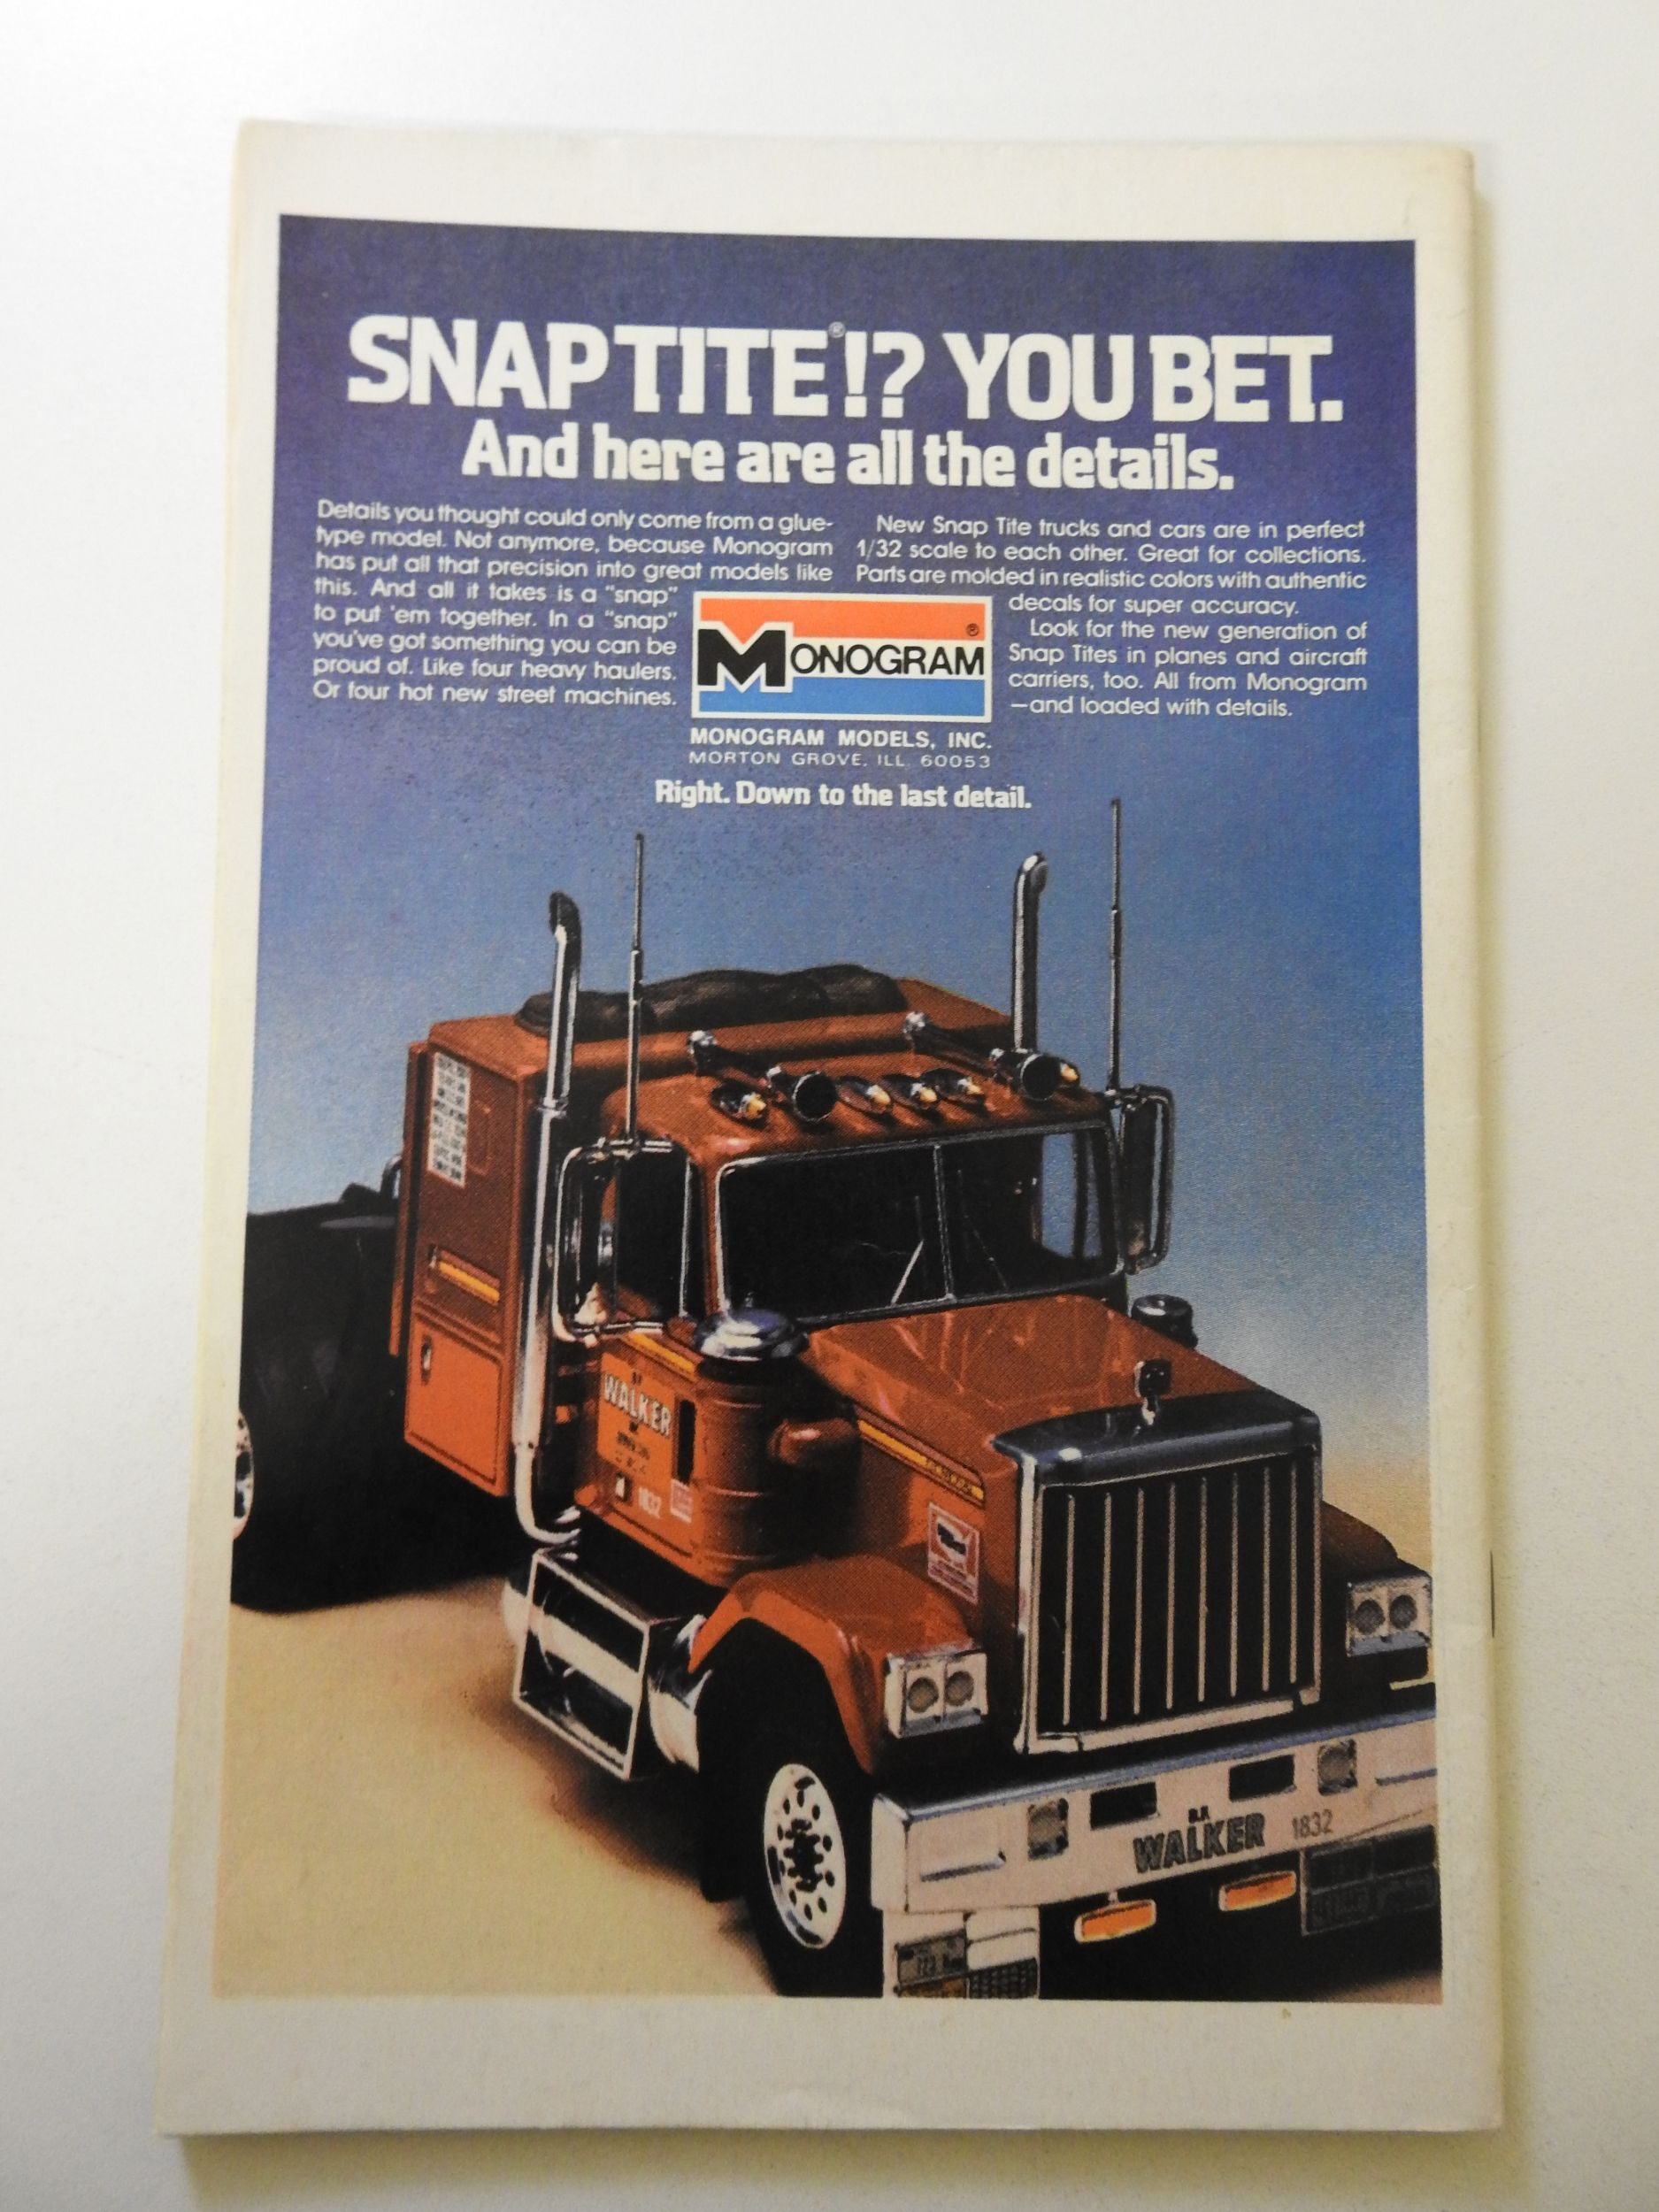 SNAP TITE®!? YOU BET.
And here are all the details.
Details you thought could only come from a glue-
type model. Not anymore, because Monogram
has put all that precision into great models like
this. And all it takes is a "snap"
to put 'em together. In a "snap"
you've got something you can be
proud of. Like four heavy haulers.
Or four hot new street machines.
New Snap Tite trucks and cars are in perfect
1/32 scale to each other. Great for collections.
Parts are molded in realistic colors with authentic
decals for super accuracy.
Look for the new generation of
Snap Tites in planes and aircraft
carriers, too. All from Monogram
—and loaded with details.
MONOGRAM ®
MONOGRAM MODELS, INC.
MORTON GROVE, ILL. 60053
Right. Down to the last detail.
WALKER
1832
B.F.
WALKER 1832